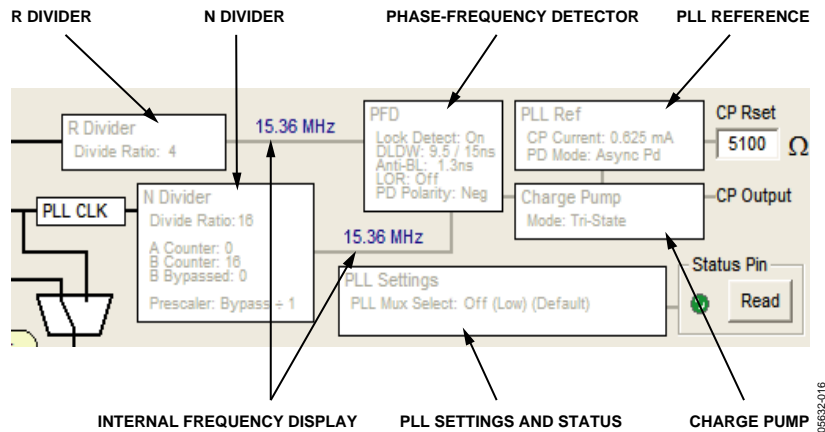 R DIVIDER
N DIVIDER
PHASE-FREQUENCY DETECTOR
PLL REFERENCE
R Divider
Divide Ratio: 4
15.36 MHz
PFD
Lock Detect: On
DLDW: 9.5 / 15ns
Anti-BL: 1.3ns
LOR: Off
PD Polarity: Neg
PLL Ref
CP Current: 0.625 mA
PD Mode: Async Pd
CP Rset
5100 Ω
PLL CLK
N Divider
Divide Ratio: 16
A Counter: 0
B Counter: 16
B Bypassed: 0
Prescaler: Bypass ÷ 1
15.36 MHz
Charge Pump
Mode: Tri-State
CP Output
PLL Settings
PLL Mux Select: Off (Low) (Default)
Status Pin
Read
INTERNAL FREQUENCY DISPLAY
PLL SETTINGS AND STATUS
CHARGE PUMP
05632-016